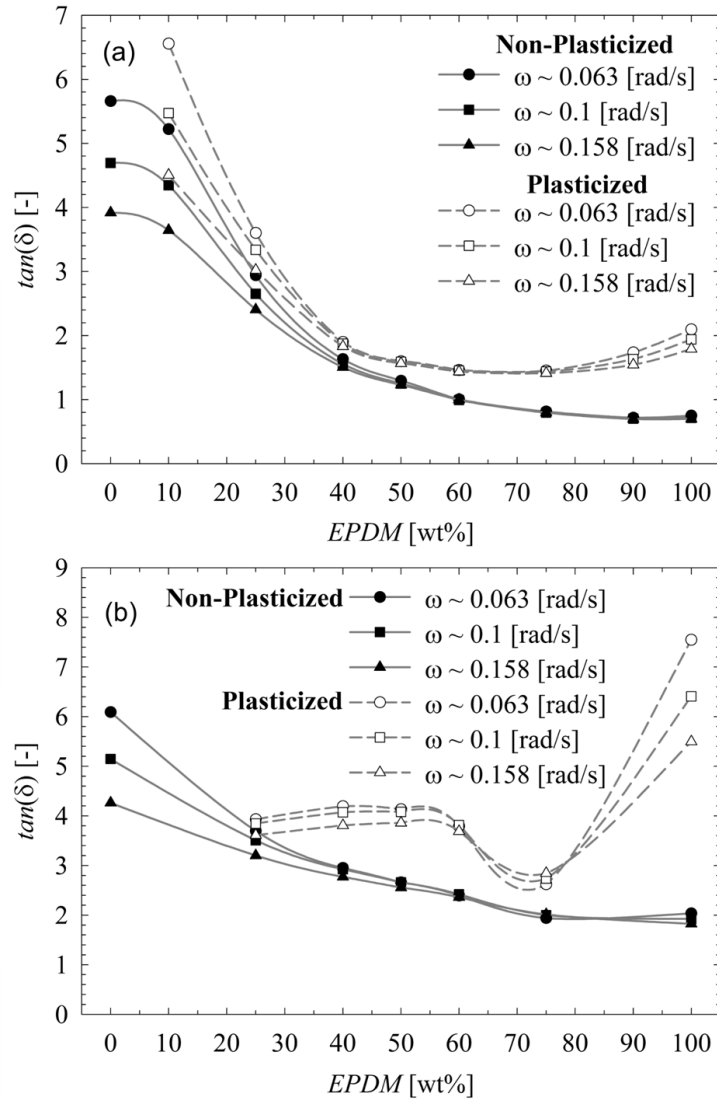 (a)
Non-Plasticized
ω ~ 0.063 [rad/s]
ω ~ 0.1 [rad/s]
ω ~ 0.158 [rad/s]
Plasticized
ω ~ 0.063 [rad/s]
ω ~ 0.1 [rad/s]
ω ~ 0.158 [rad/s]
tan(δ) [-]
7
6
5
4
3
2
1
0
0 10 20 30 40 50 60 70 80 90 100
EPDM [wt%]
(b)
Non-Plasticized
ω ~ 0.063 [rad/s]
ω ~ 0.1 [rad/s]
ω ~ 0.158 [rad/s]
Plasticized
ω ~ 0.063 [rad/s]
ω ~ 0.1 [rad/s]
ω ~ 0.158 [rad/s]
tan(δ) [-]
9
8
7
6
5
4
3
2
1
0
0 10 20 30 40 50 60 70 80 90 100
EPDM [wt%]